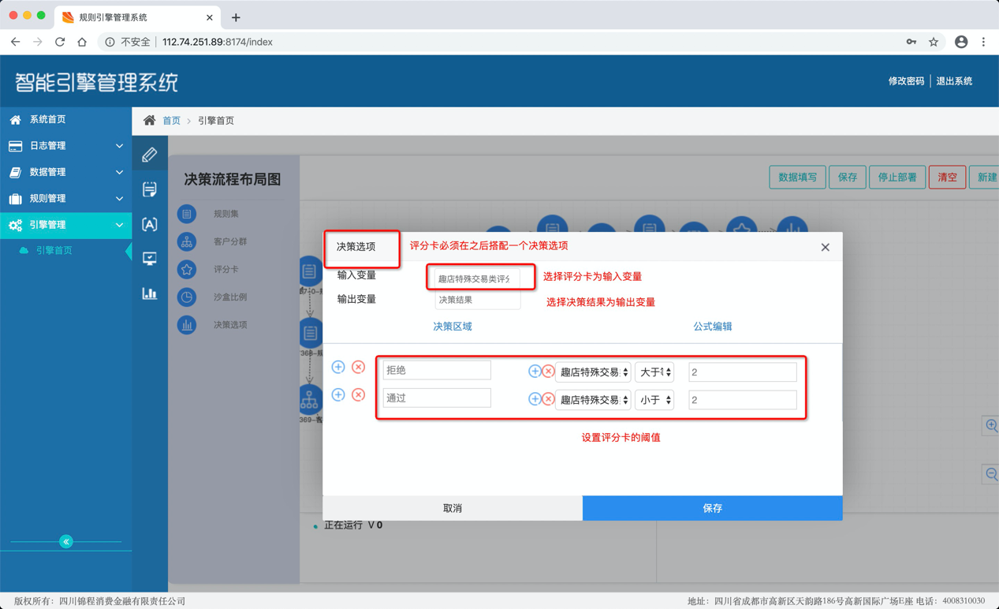 规则引擎管理系统
不安全 | 112.74.251.89:8174/index
智能引擎管理系统
修改密码 | 退出系统
系统首页
日志管理
数据管理
规则管理
引擎管理
引擎首页
首页 > 引擎首页
决策流程布局图
规则集
客户分群
评分卡
沙盒比例
决策选项
数据填写 保存 停止部署 清空 新建
决策选项
评分卡必须在之后搭配一个决策选项
输入变量 趣店特殊交易类评分 选择评分卡为输入变量
输出变量 决策结果 选择决策结果为输出变量
决策区域 公式编辑
拒绝 趣店特殊交易 大于 2
通过 趣店特殊交易 小于 2
设置评分卡的阈值
取消 保存
正在运行 V 0
版权所有：四川锦程消费金融有限责任公司
地址：四川省成都市高新区天韵路186号高新国际广场E座 电话：4008310030